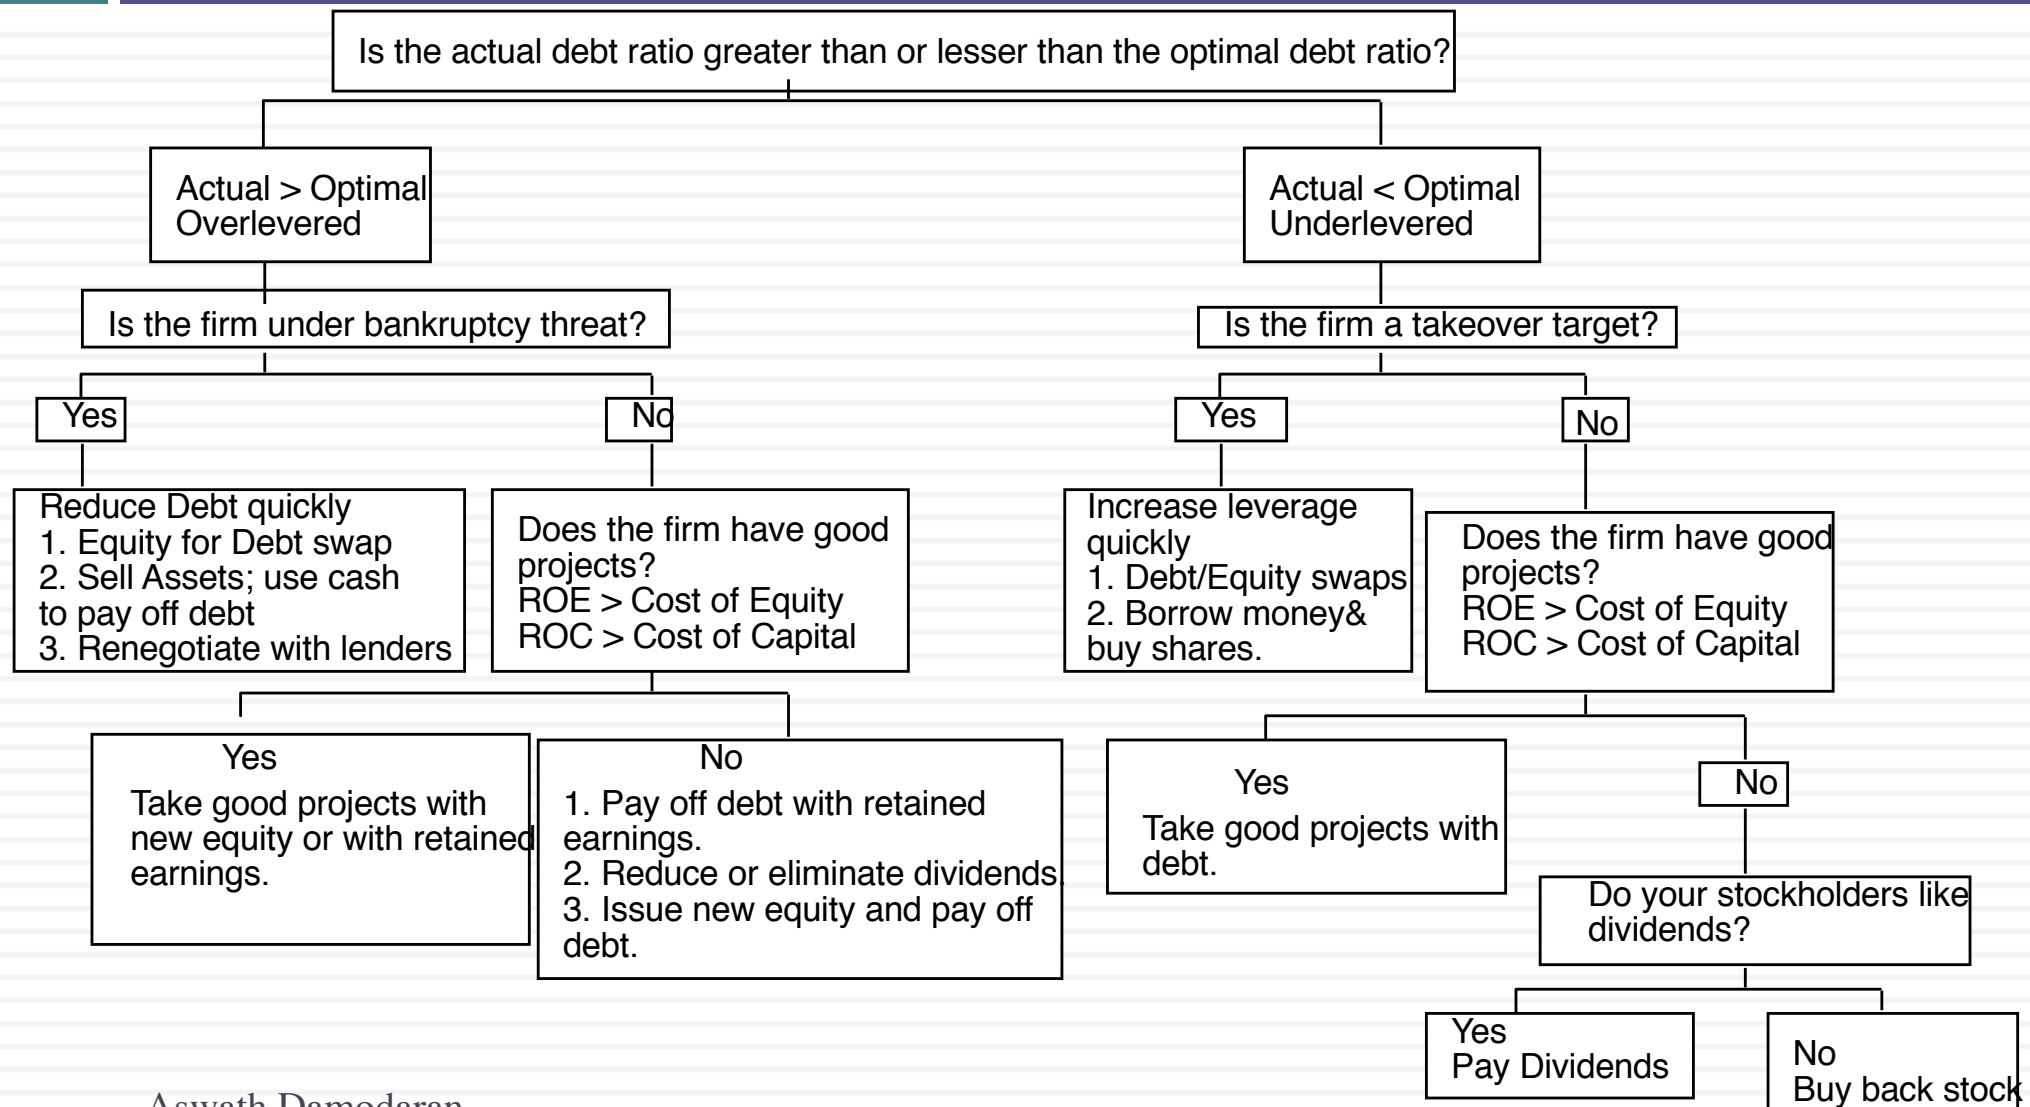 Is the actual debt ratio greater than or lesser than the optimal debt ratio?
Actual > Optimal
Overlevered
Actual < Optimal
Underlevered
Is the firm under bankruptcy threat?
Is the firm a takeover target?
Yes
No
Yes
No
Reduce Debt quickly
1. Equity for Debt swap
2. Sell Assets; use cash
to pay off debt
3. Renegotiate with lenders
Does the firm have good
projects?
ROE > Cost of Equity
ROC > Cost of Capital
Increase leverage
quickly
1. Debt/Equity swaps
2. Borrow money&
buy shares.
Does the firm have good
projects?
ROE > Cost of Equity
ROC > Cost of Capital
Yes
Take good projects with
new equity or with retained
earnings.
No
1. Pay off debt with retained
earnings.
2. Reduce or eliminate dividends.
3. Issue new equity and pay off
debt.
Yes
Take good projects with
debt.
No
Do your stockholders like
dividends?
Yes
Pay Dividends
No
Buy back stock
Aswath Damodaran